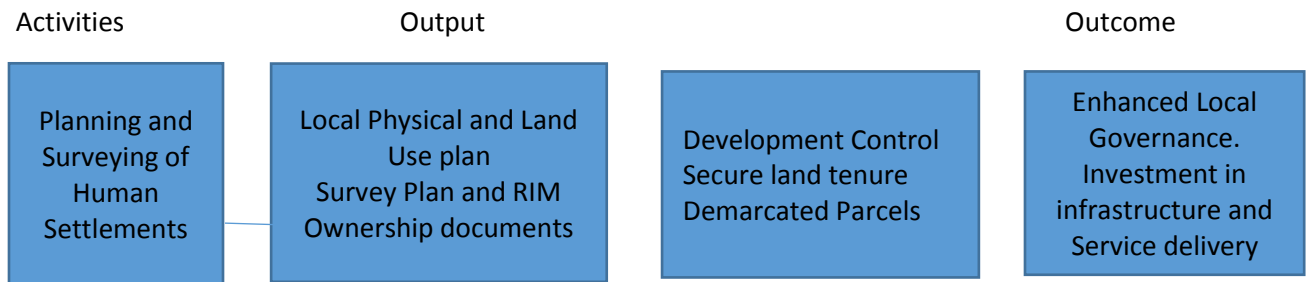 Activities
Output
Outcome
Planning and
Surveying of
Human
Settlements
Local Physical and Land
Use plan
Survey Plan and RIM
Ownership documents
Development Control
Secure land tenure
Demarcated Parcels
Enhanced Local
Governance.
Investment in
infrastructure and
Service delivery